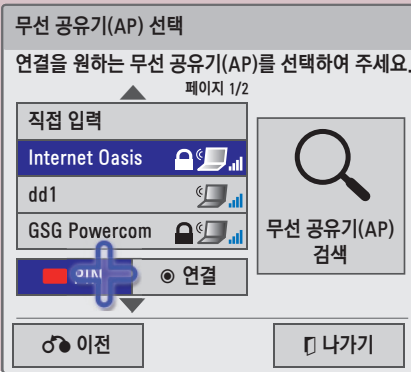 무선 공유기(AP) 선택
연결을 원하는 무선 공유기(AP)를 선택하여 주세요.
페이지 1/2
직접 입력
Internet Oasis
dd1
GSG Powercom
무선 공유기(AP)
검색
연결
이전
나가기